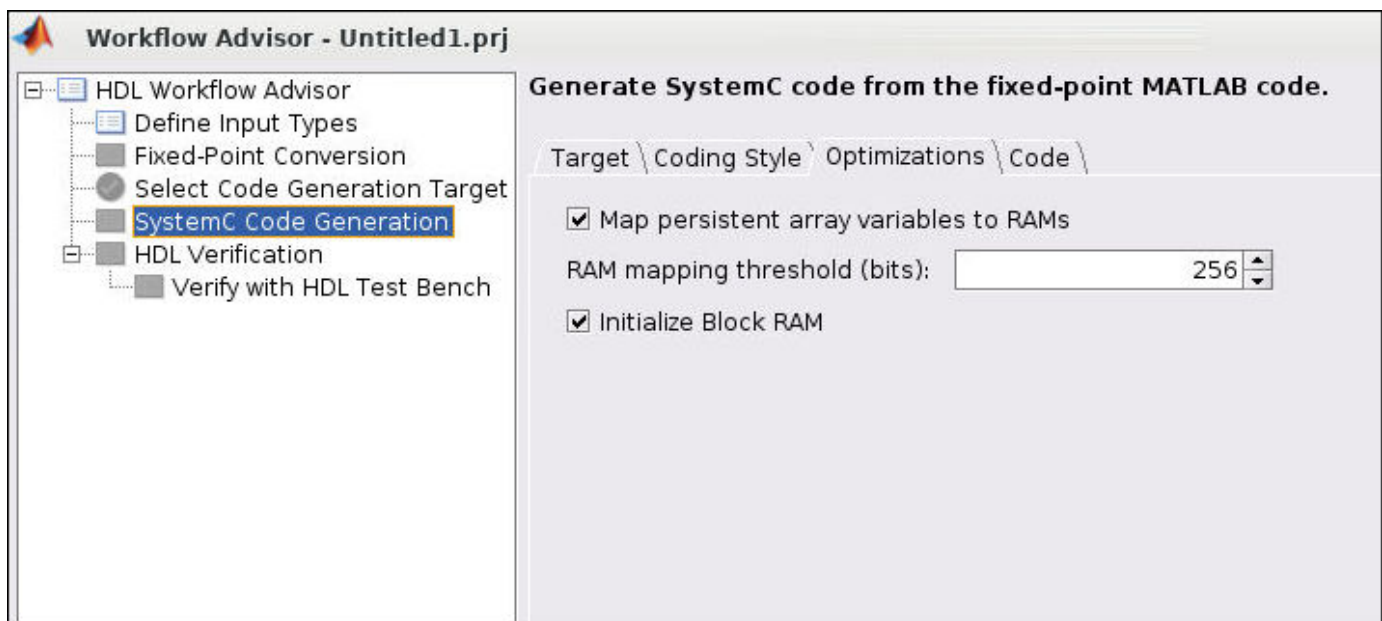 Workflow Advisor - Untitled1.prj
HDL Workflow Advisor
Define Input Types
Fixed-Point Conversion
Select Code Generation Target
SystemC Code Generation
HDL Verification
Verify with HDL Test Bench
Generate SystemC code from the fixed-point MATLAB code.
Target Coding Style Optimizations Code
Map persistent array variables to RAMs
RAM mapping threshold (bits): 256
Initialize Block RAM